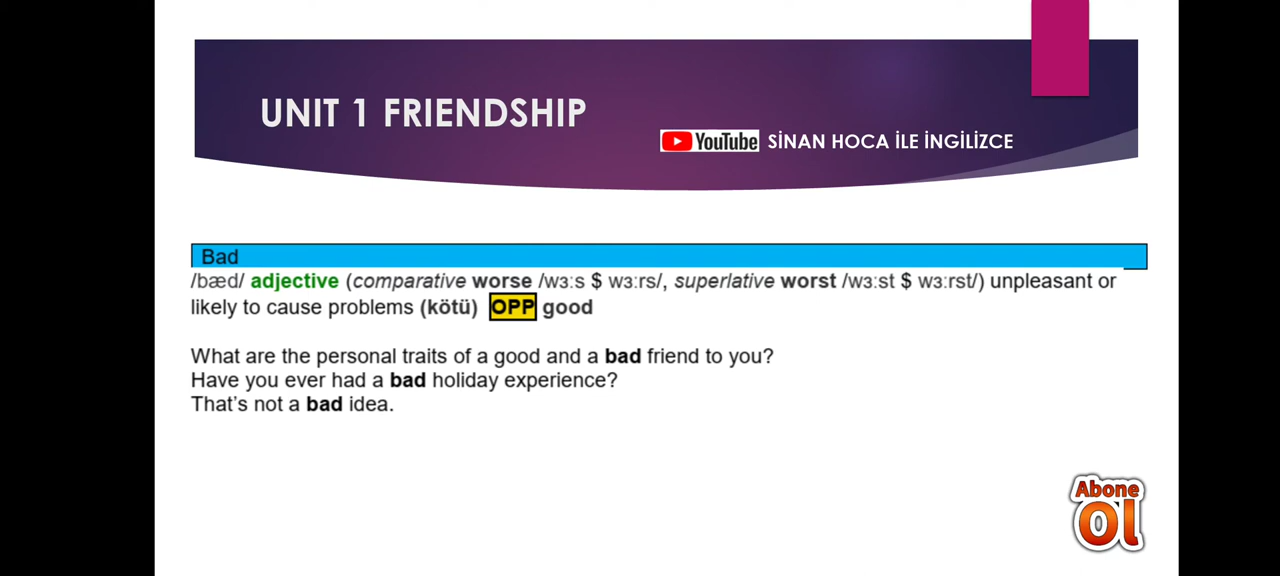 UNIT 1 FRIENDSHIP
YouTube SİNAN HOCA İLE İNGİLİZCE
Bad
/bæd/ adjective (comparative worse /wɜːs $ wɜːrs/, superlative worst /wɜːst $ wɜːrst/) unpleasant or
likely to cause problems (kötü) OPP good
What are the personal traits of a good and a bad friend to you?
Have you ever had a bad holiday experience?
That’s not a bad idea.
Abone
Ol